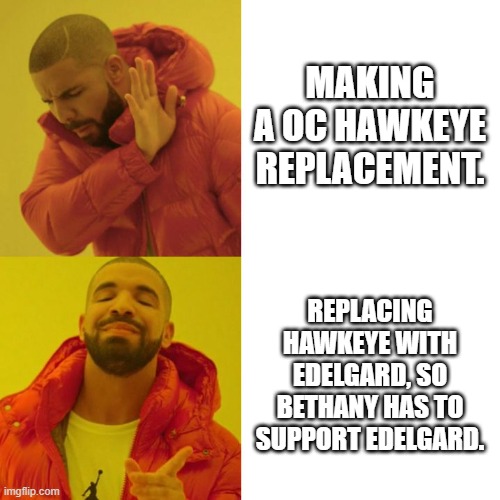 MAKING
A OC HAWKEYE
REPLACEMENT.
REPLACING
HAWKEYE WITH
EDELGARD, SO
BETHANY HAS TO
SUPPORT EDELGARD.
imgflip.com